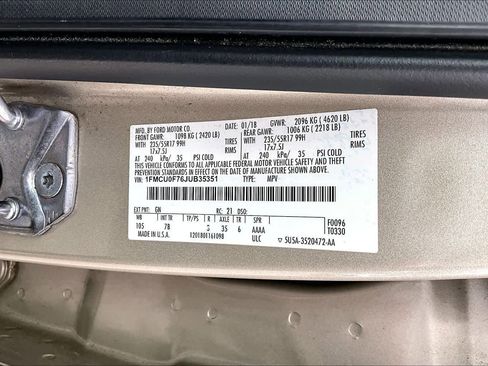 MFD. BY FORD MOTOR CO. 01/18 GVWR: 2096 KG ( 4620 LB)
FRONT GAWR: 1098 KG ( 2420 LB) REAR GAWR: 1006 KG ( 2218 LB)
WITH 235/55R17 99H TIRES WITH 235/55R17 99H TIRES
17x7.5J RIMS 17x7.5J RIMS
AT 240 kPa/ 35 PSI COLD AT 240 kPa/ 35 PSI COLD
THIS VEHICLE CONFORMS TO ALL APPLICABLE FEDERAL MOTOR VEHICLE SAFETY AND THEFT
PREVENTION STANDARDS IN EFFECT ON THE DATE OF MANUFACTURE SHOWN ABOVE.
VIN: 1FMCU0F76JUB35351 TYPE: MPV
EXT PNT: GN RC: 21 DSO:
WB INT TR TP/PS R AXLE TR SPR F0096
105 7B 35 6 AAAA T0330
MADE IN U.S.A. ULC 5U5A-3520472-AA